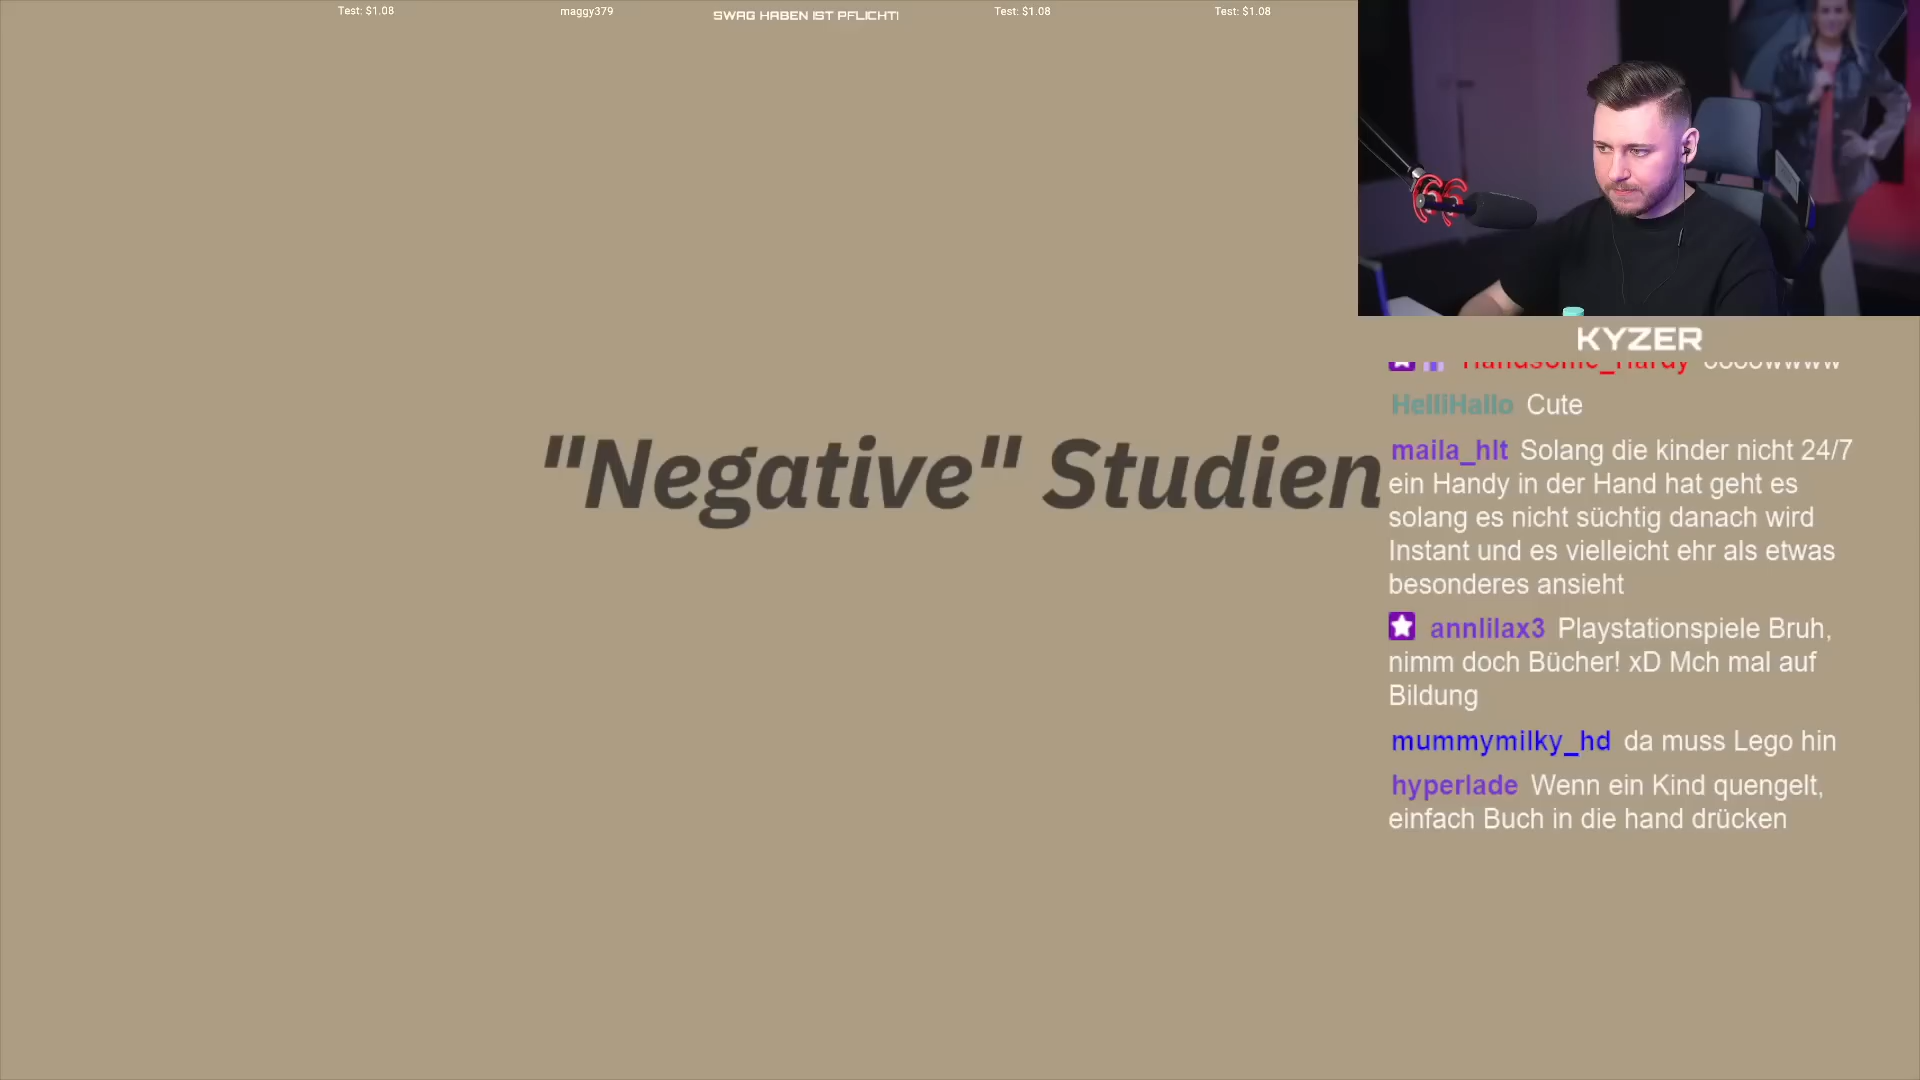 Test: $1.08
maggy379
SWAG HABEN IST PFLICHT!
Test: $1.08
Test: $1.08
KYZER
"Negative" Studien
Handsome_Hardy oooowwww
HelliHallo Cute
maila_hlt Solang die kinder nicht 24/7
ein Handy in der Hand hat geht es
solang es nicht süchtig danach wird
Instant und es vielleicht ehr als etwas
besonderes ansieht
annlilax3 Playstationspiele Bruh,
nimm doch Bücher! xD Mch mal auf
Bildung
mummymilky_hd da muss Lego hin
hyperlade Wenn ein Kind quengelt,
einfach Buch in die hand drücken